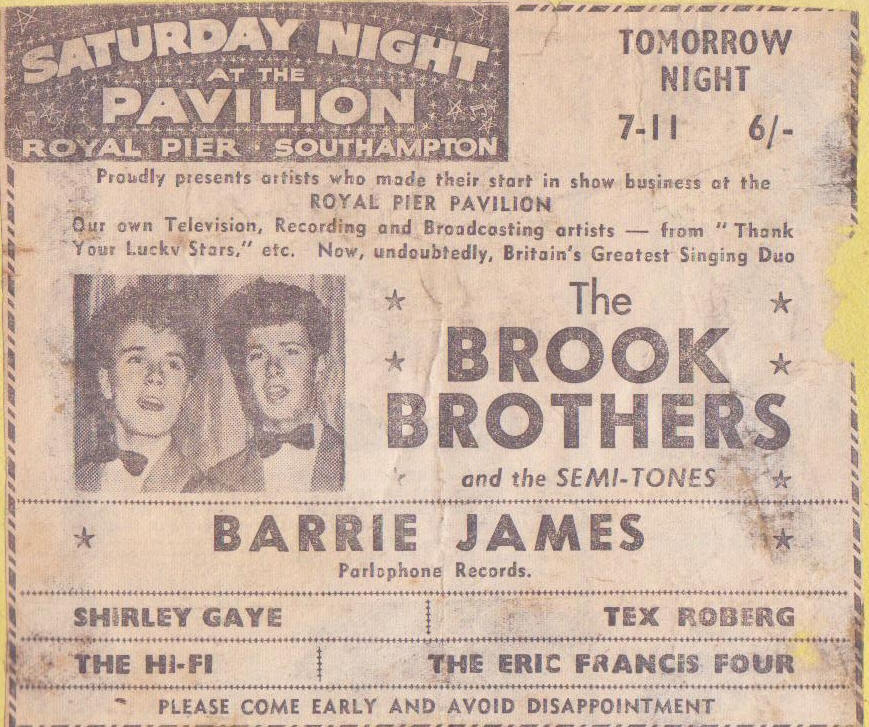 SATURDAY NIGHT
AT THE
PAVILION
ROYAL PIER · SOUTHAMPTON
TOMORROW
NIGHT
7-11 6/-
Proudly presents artists who made their start in show business at the
ROYAL PIER PAVILION
Our own Television, Recording and Broadcasting artists — from "Thank
Your Lucky Stars," etc. Now, undoubtedly, Britain's Greatest Singing Duo
The
BROOK
BROTHERS
and the SEMI-TONES
BARRIE JAMES
Parlophone Records.
SHIRLEY GAYE TEX ROBERG
THE HI-FI THE ERIC FRANCIS FOUR
PLEASE COME EARLY AND AVOID DISAPPOINTMENT